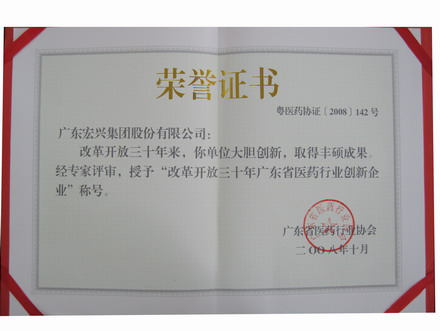 荣誉证书
粤医药协证〔2008〕142号
广东宏兴集团股份有限公司：
改革开放三十年来，你单位大胆创新，取得丰硕成果。
经专家评审，授予“改革开放三十年广东省医药行业创新企
业”称号。
广东省医药行业协会
二〇〇八年十月